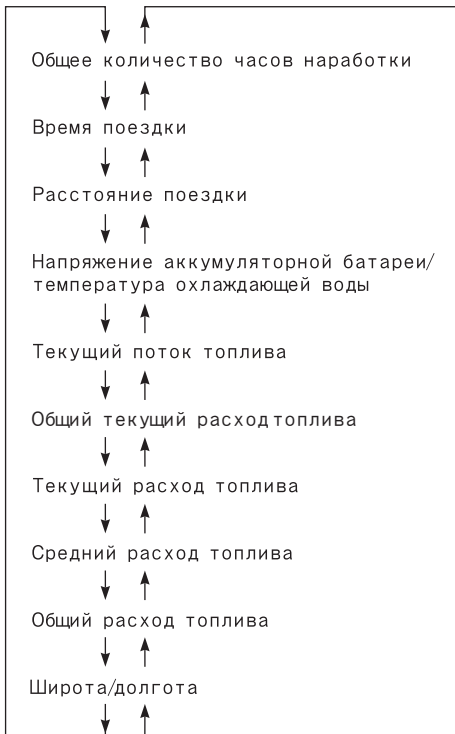 Общее количество часов наработки
Время поездки
Расстояние поездки
Напряжение аккумуляторной батареи/
температура охлаждающей воды
Текущий поток топлива
Общий текущий расход топлива
Текущий расход топлива
Средний расход топлива
Общий расход топлива
Широта/долгота